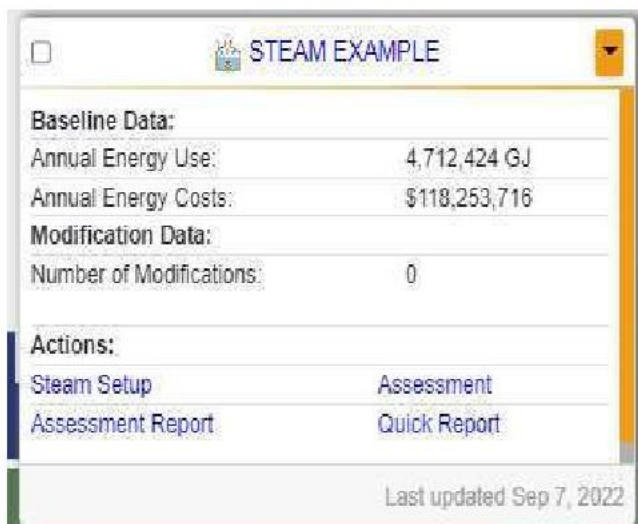 STEAM EXAMPLE
Baseline Data:
Annual Energy Use: 4,712,424 GJ
Annual Energy Costs: $118,253,716
Modification Data:
Number of Modifications: 0
Actions:
Steam Setup Assessment
Assessment Report Quick Report
Last updated Sep 7, 2022